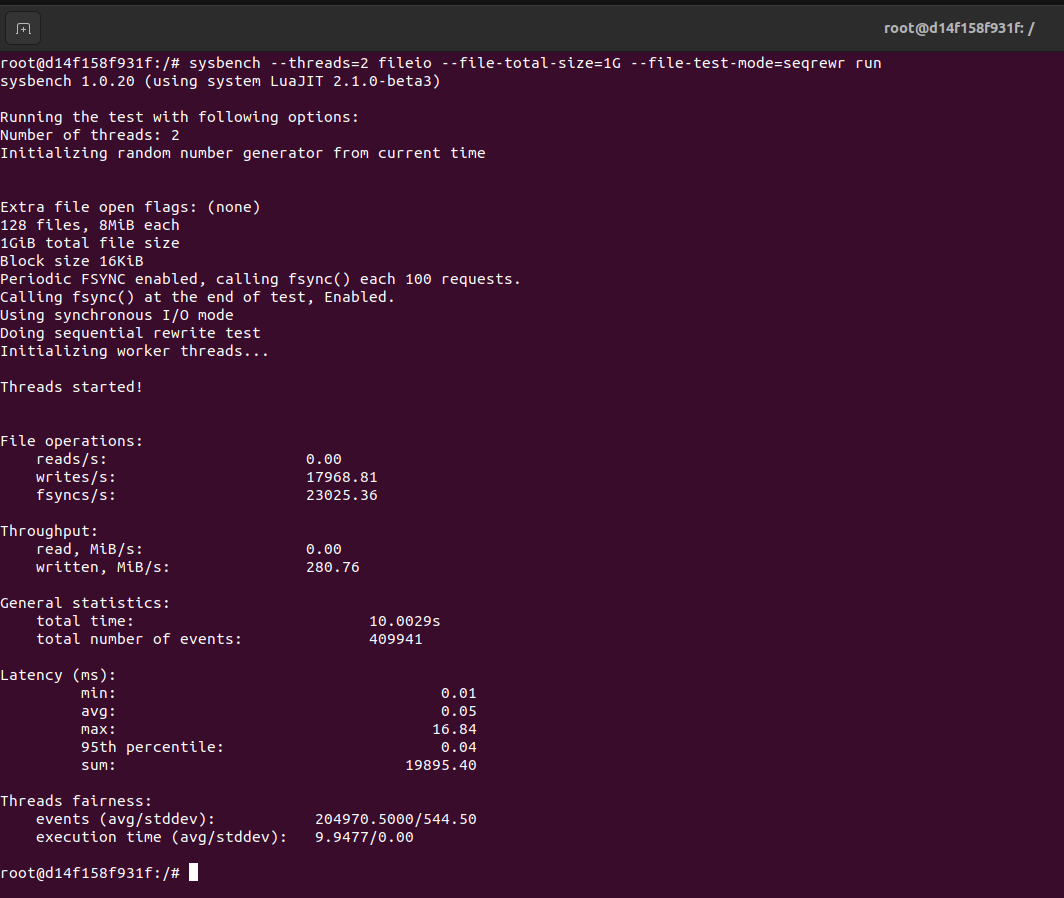 root@d14f158f931f: /
root@d14f158f931f:/# sysbench --threads=2 fileio --file-total-size=1G --file-test-mode=seqrewr run
sysbench 1.0.20 (using system LuaJIT 2.1.0-beta3)
Running the test with following options:
Number of threads: 2
Initializing random number generator from current time
Extra file open flags: (none)
128 files, 8MiB each
1GiB total file size
Block size 16KiB
Periodic FSYNC enabled, calling fsync() each 100 requests.
Calling fsync() at the end of test, Enabled.
Using synchronous I/O mode
Doing sequential rewrite test
Initializing worker threads...
Threads started!
File operations:
    reads/s:                      0.00
    writes/s:                     17968.81
    fsyncs/s:                     23025.36
Throughput:
    read, MiB/s:                  0.00
    written, MiB/s:               280.76
General statistics:
    total time:                          10.0029s
    total number of events:              409941
Latency (ms):
         min:                                    0.01
         avg:                                    0.05
         max:                                   16.84
         95th percentile:                        0.04
         sum:                                19895.40
Threads fairness:
    events (avg/stddev):           204970.5000/544.50
    execution time (avg/stddev):   9.9477/0.00
root@d14f158f931f:/#